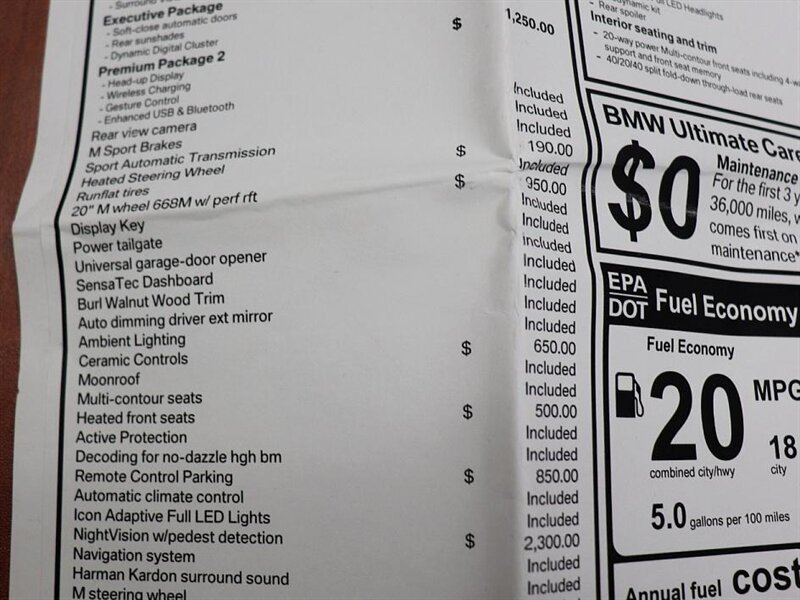 - Surround
Executive Package $ 1,250.00
- Soft-close automatic doors
- Rear sunshades
- Dynamic Digital Cluster
Premium Package 2
- Head-up Display
- Wireless Charging
- Gesture Control
- Enhanced USB & Bluetooth
Rear view camera Included
M Sport Brakes Included
Sport Automatic Transmission Included
Heated Steering Wheel $ 190.00
Runflat tires Included
20" M wheel 668M w/ perf rft $ 950.00
Display Key Included
Power tailgate Included
Universal garage-door opener Included
SensaTec Dashboard Included
Burl Walnut Wood Trim Included
Auto dimming driver ext mirror Included
Ambient Lighting Included
Ceramic Controls $ 650.00
Moonroof Included
Multi-contour seats Included
Heated front seats $ 500.00
Active Protection Included
Decoding for no-dazzle hgh bm Included
Remote Control Parking $ 850.00
Automatic climate control Included
Icon Adaptive Full LED Lights Included
NightVision w/pedest detection $ 2,300.00
Navigation system Included
Harman Kardon surround sound Included
M steering wheel
LED Headlights
dynamic kit
- Rear spoiler
Interior seating and trim
- 20-way power Multi-contour front seats including 4-w
support and front seat memory
- 40/20/40 split fold-down through-load rear seats
BMW Ultimate Care
$0
Maintenance
For the first 3 y
36,000 miles, w
comes first on
maintenance*
EPA
DOT
Fuel Economy
Fuel Economy
20 MPG
18
combined city/hwy
city
5.0 gallons per 100 miles
Annual fuel cost